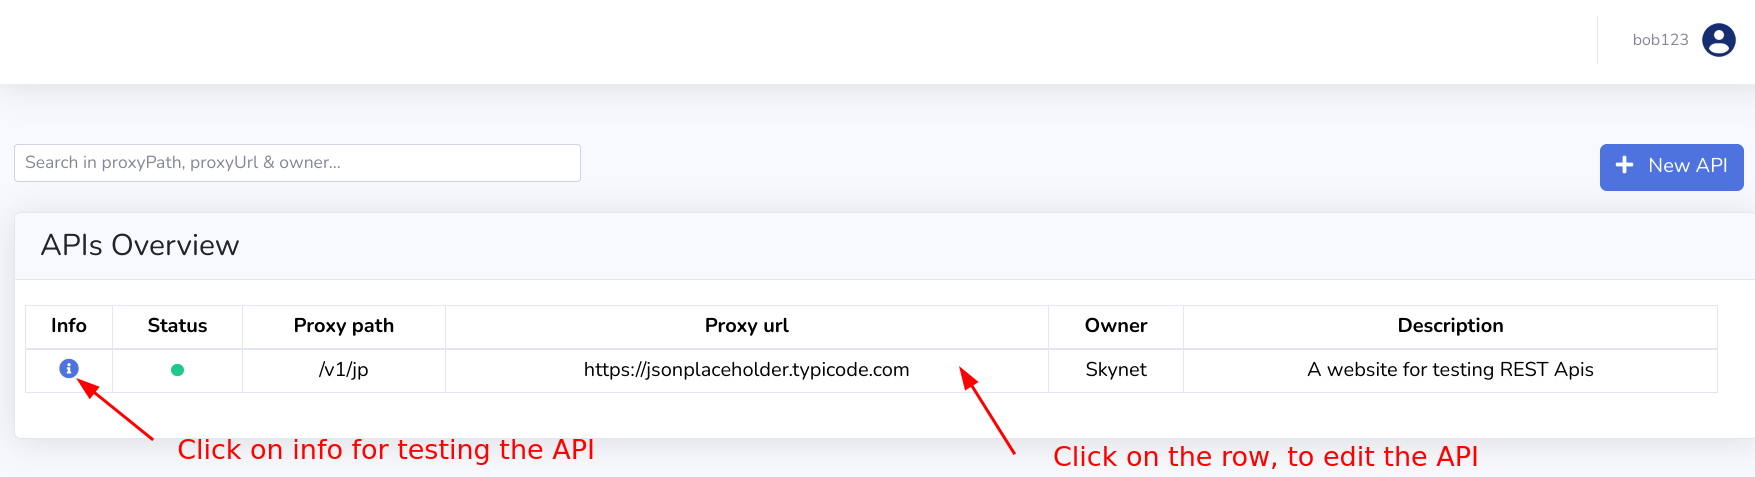 bob123
Search in proxyPath, proxyUrl & owner...
New API
APIs Overview
Info Status Proxy path Proxy url Owner Description
/v1/jp https://jsonplaceholder.typicode.com Skynet A website for testing REST Apis
Click on info for testing the API
Click on the row, to edit the API